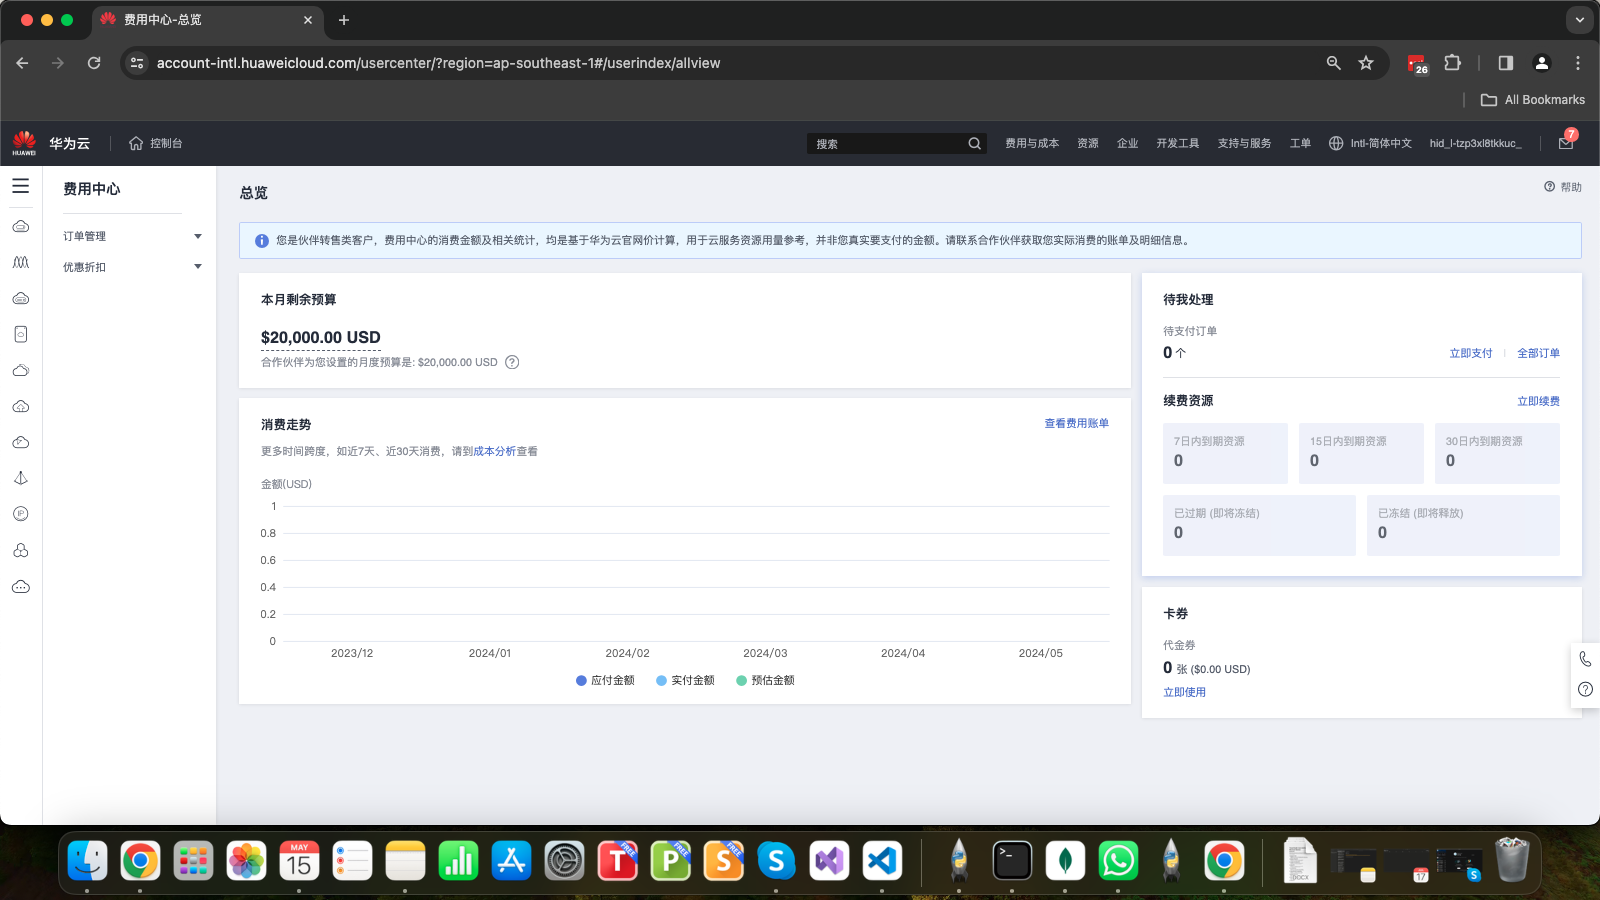 费用中心-总览
account-intl.huaweicloud.com/usercenter/?region=ap-southeast-1#/userindex/allview
26
All Bookmarks
HUAWEI
华为云
控制台
搜索
费用与成本
资源
企业
开发工具
支持与服务
工单
Intl-简体中文
hid_l-tzp3xl8tkkuc_
7
费用中心
订单管理
优惠折扣
总览
帮助
您是伙伴转售类客户，费用中心的消费金额及相关统计，均是基于华为云官网价计算，用于云服务资源用量参考，并非您真实要支付的金额。请联系合作伙伴获取您实际消费的账单及明细信息。
本月剩余预算
$20,000.00 USD
合作伙伴为您设置的月度预算是: $20,000.00 USD
消费走势
查看费用账单
更多时间跨度，如近7天、近30天消费，请到成本分析查看
金额(USD)
1
0.8
0.6
0.4
0.2
0
2023/12
2024/01
2024/02
2024/03
2024/04
2024/05
应付金额
实付金额
预估金额
待我处理
待支付订单
0 个
立即支付
全部订单
续费资源
立即续费
7日内到期资源
0
15日内到期资源
0
30日内到期资源
0
已过期 (即将冻结)
0
已冻结 (即将释放)
0
卡券
代金券
0 张 ($0.00 USD)
立即使用
IP
MAY
15
T
FREE
P
FREE
S
FREE
S
>_
DOCX
17
S